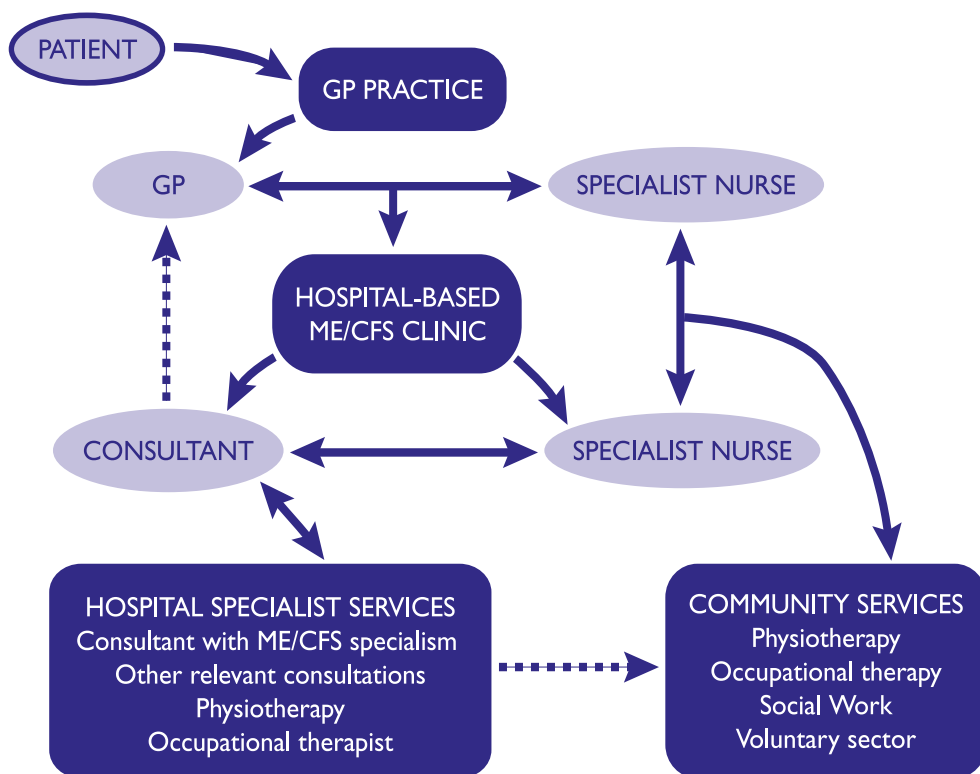 PATIENT
GP PRACTICE
GP
SPECIALIST NURSE
HOSPITAL-BASED
ME/CFS CLINIC
CONSULTANT
SPECIALIST NURSE
HOSPITAL SPECIALIST SERVICES
Consultant with ME/CFS specialism
Other relevant consultations
Physiotherapy
Occupational therapist
COMMUNITY SERVICES
Physiotherapy
Occupational therapy
Social Work
Voluntary sector